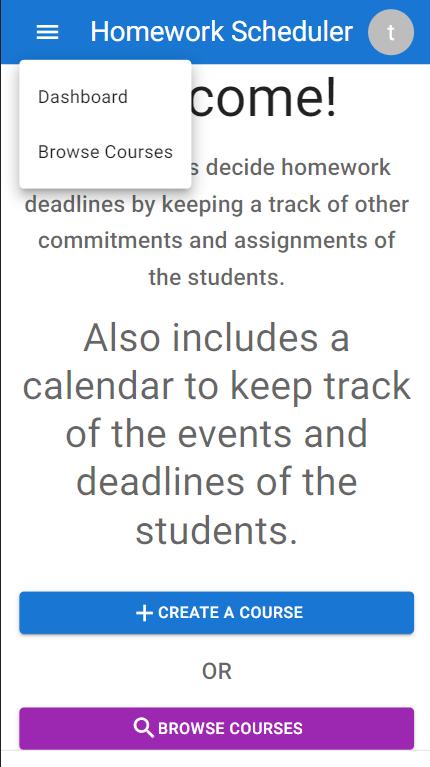 Homework Scheduler
t
Dashboard
Browse Courses
come!
s decide homework
deadlines by keeping a track of other
commitments and assignments of
the students.
Also includes a
calendar to keep track
of the events and
deadlines of the
students.
CREATE A COURSE
OR
BROWSE COURSES